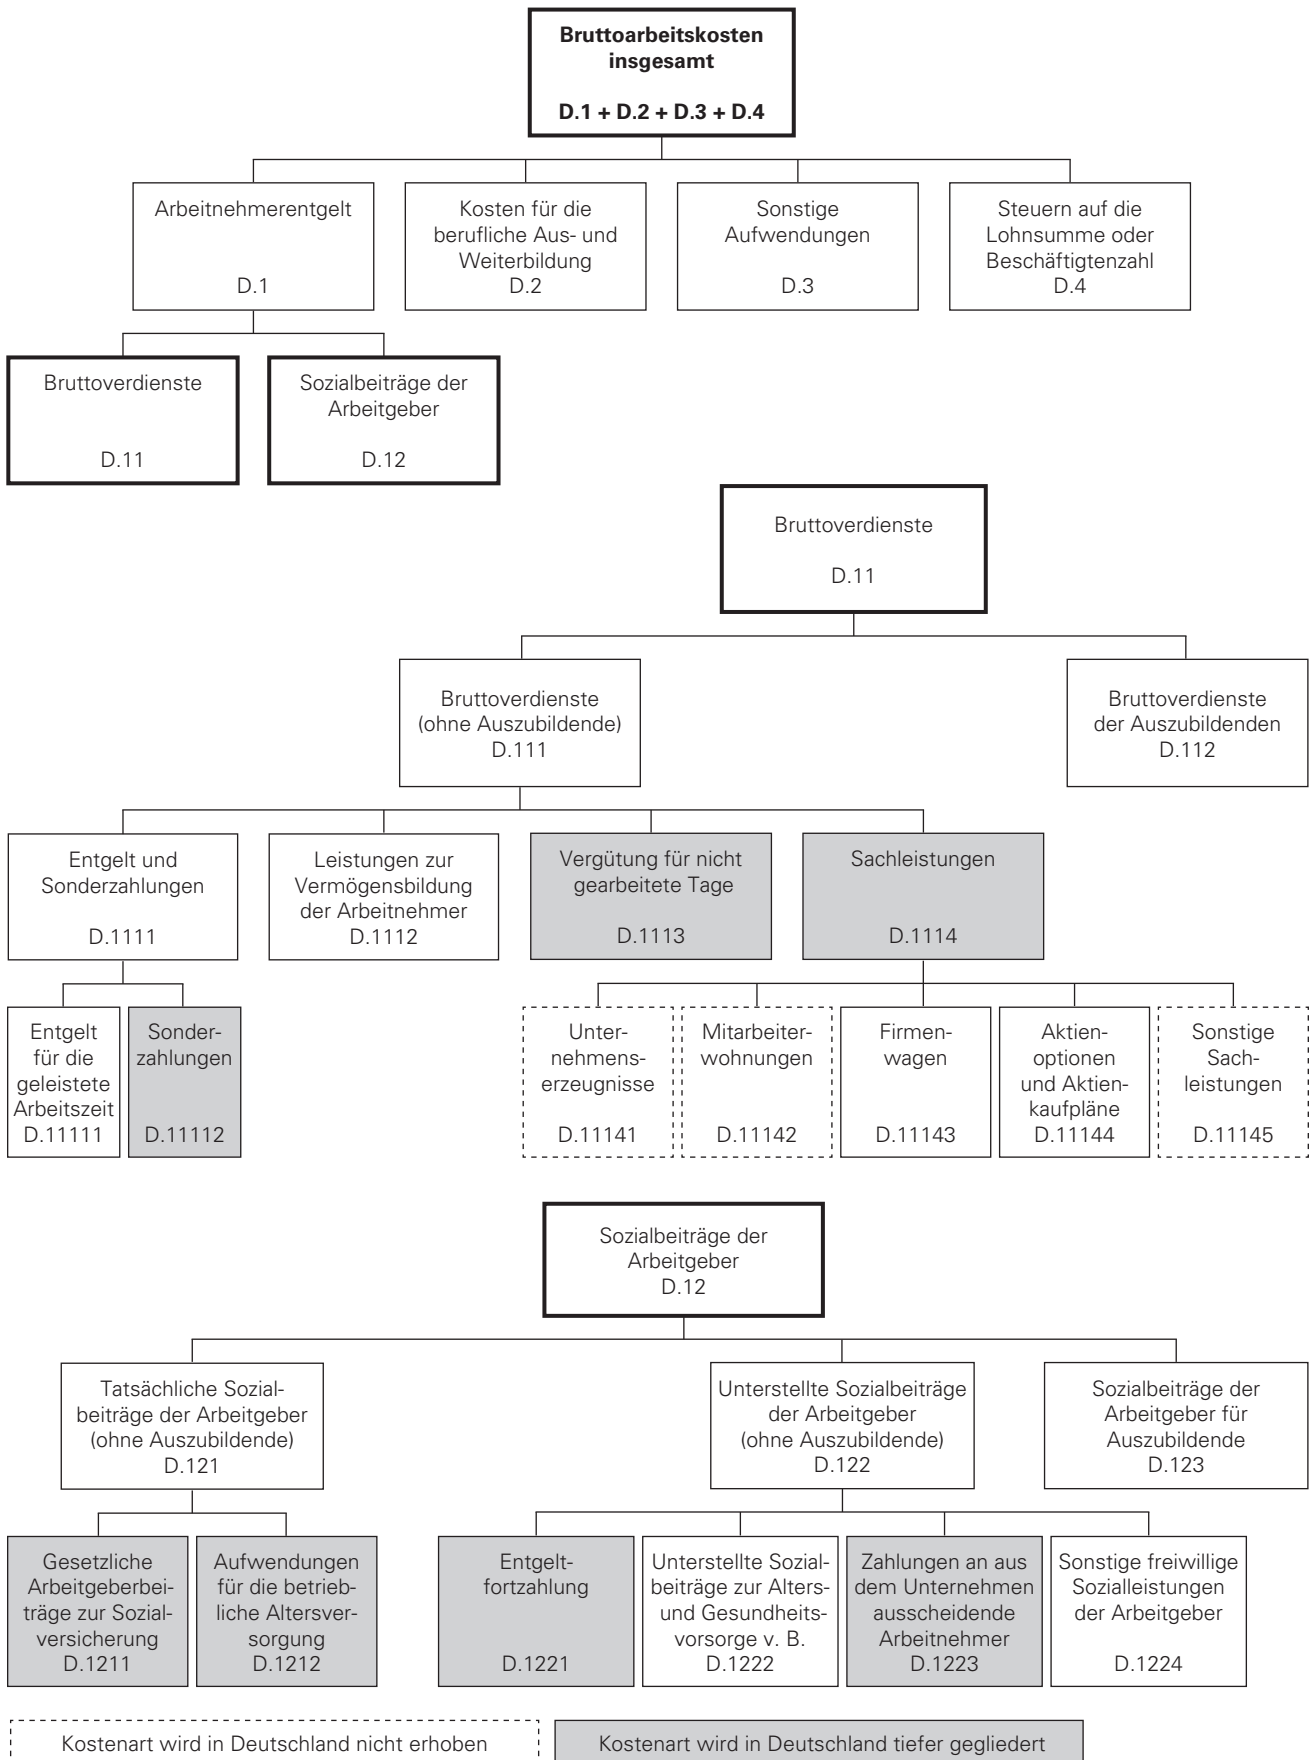 Bruttoarbeitskosten
insgesamt
D.1 + D.2 + D.3 + D.4
Arbeitnehmerentgelt
D.1
Kosten für die
berufliche Aus- und
Weiterbildung
D.2
Sonstige
Aufwendungen
D.3
Steuern auf die
Lohnsumme oder
Beschäftigtenzahl
D.4
Bruttoverdienste
D.11
Sozialbeiträge der
Arbeitgeber
D.12
Bruttoverdienste
D.11
Bruttoverdienste
(ohne Auszubildende)
D.111
Bruttoverdienste
der Auszubildenden
D.112
Entgelt und
Sonderzahlungen
D.1111
Leistungen zur
Vermögensbildung
der Arbeitnehmer
D.1112
Vergütung für nicht
gearbeitete Tage
D.1113
Sachleistungen
D.1114
Entgelt
für die
geleistete
Arbeitszeit
D.11111
Sonder-
zahlungen
D.11112
Unter-
nehmens-
erzeugnisse
D.11141
Mitarbeiter-
wohnungen
D.11142
Firmen-
wagen
D.11143
Aktien-
optionen
und Aktien-
kaufpläne
D.11144
Sonstige
Sach-
leistungen
D.11145
Sozialbeiträge der
Arbeitgeber
D.12
Tatsächliche Sozial-
beiträge der Arbeitgeber
(ohne Auszubildende)
D.121
Unterstellte Sozialbeiträge
der Arbeitgeber
(ohne Auszubildende)
D.122
Sozialbeiträge der
Arbeitgeber für
Auszubildende
D.123
Gesetzliche
Arbeitgeberbei-
träge zur Sozial-
versicherung
D.1211
Aufwendungen
für die betrieb-
liche Altersver-
sorgung
D.1212
Entgelt-
fortzahlung
D.1221
Unterstellte Sozial-
beiträge zur Alters-
und Gesundheits-
vorsorge v. B.
D.1222
Zahlungen an aus
dem Unternehmen
ausscheidende
Arbeitnehmer
D.1223
Sonstige freiwillige
Sozialleistungen
der Arbeitgeber
D.1224
Kostenart wird in Deutschland nicht erhoben
Kostenart wird in Deutschland tiefer gegliedert